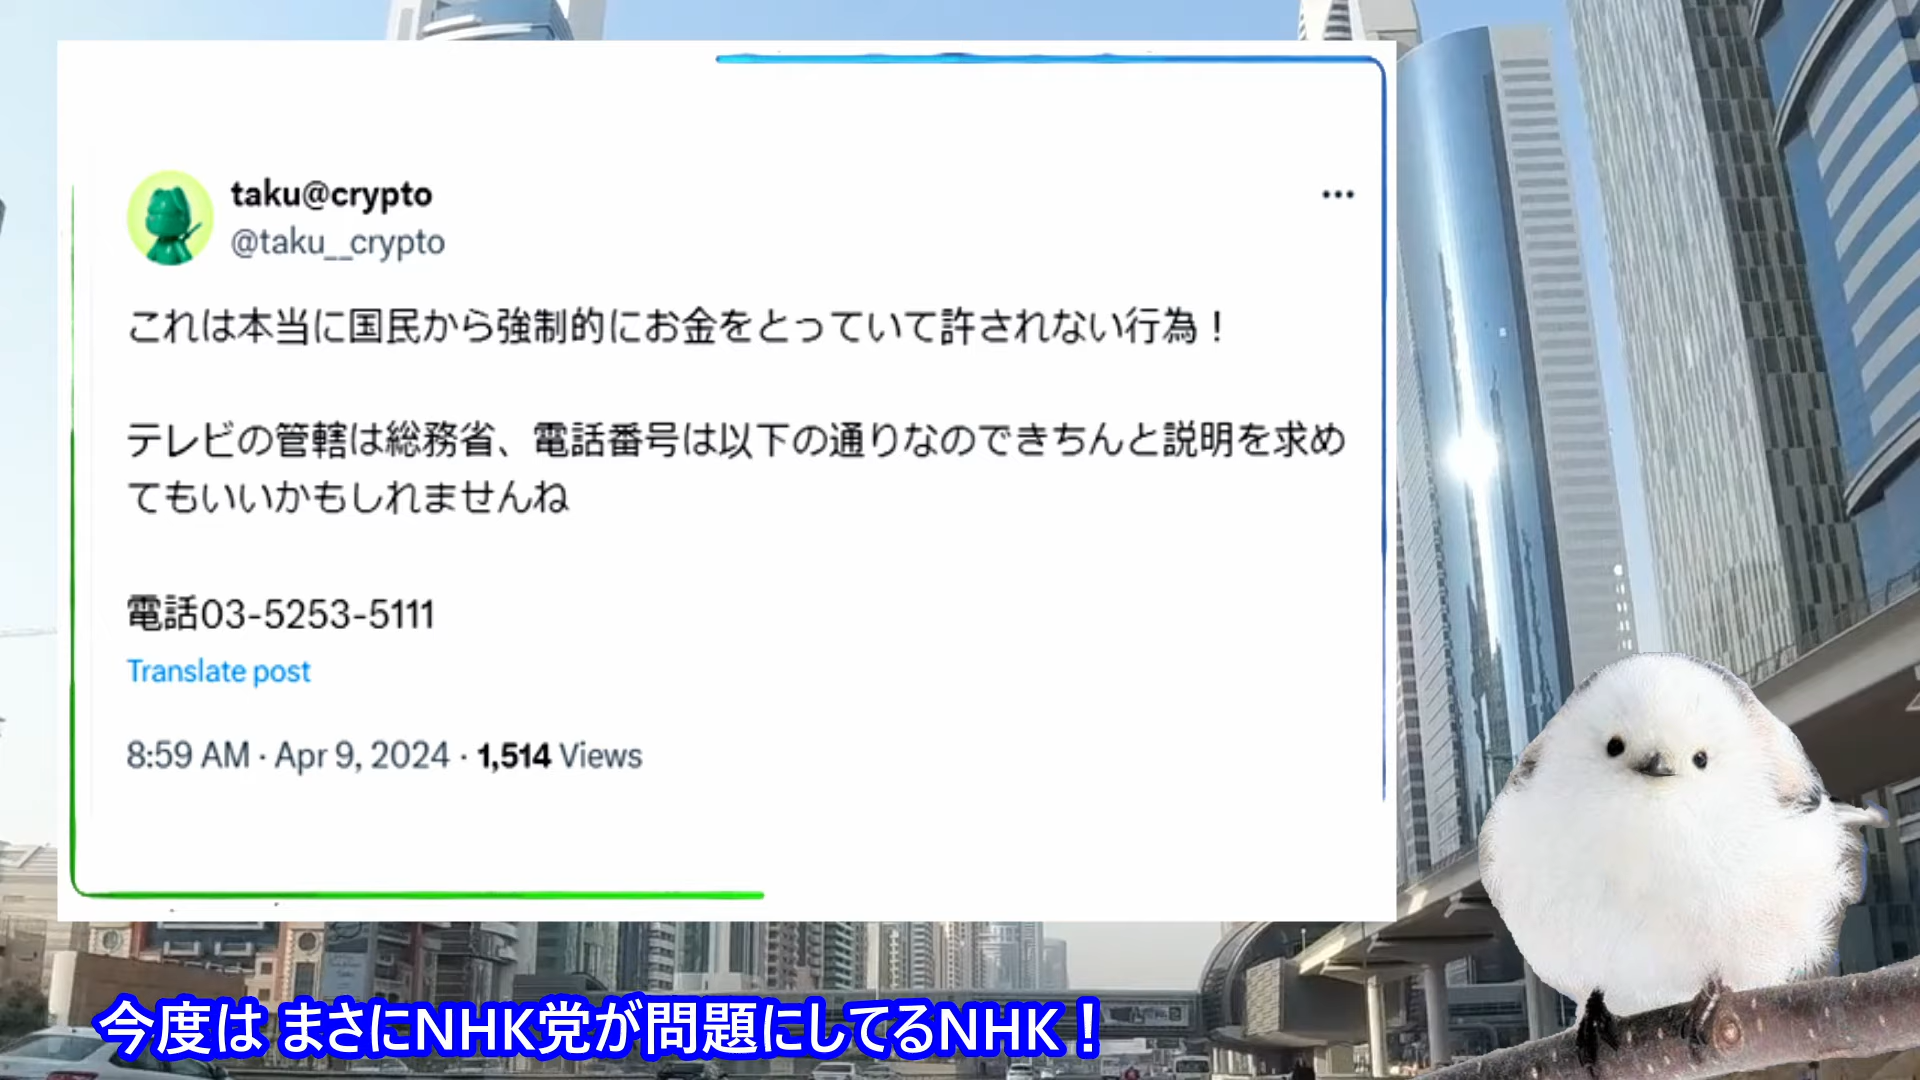 taku@crypto
@taku__crypto
これは本当に国民から強制的にお金をとっていて許されない行為！
テレビの管轄は総務省、電話番号は以下の通りなのできちんと説明を求め
てもいいかもしれませんね
電話03-5253-5111
Translate post
8:59 AM · Apr 9, 2024 · 1,514 Views
今度は まさにNHK党が問題にしてるNHK！